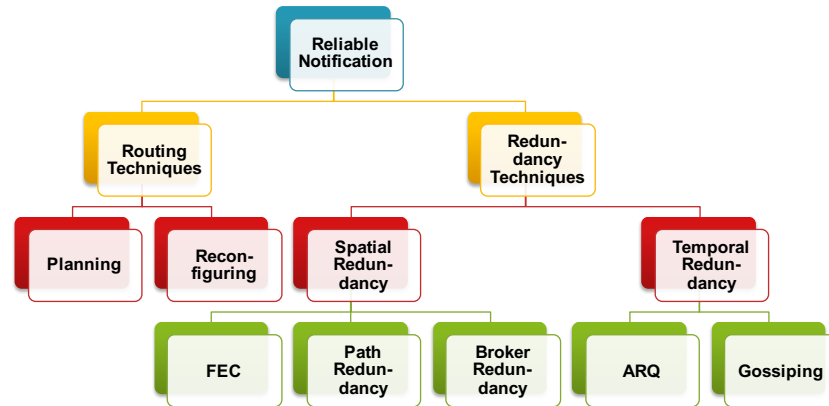 Reliable
Notification
Routing
Techniques
Redun-
dancy
Techniques
Planning
Recon-
figuring
Spatial
Redun-
dancy
Temporal
Redun-
dancy
FEC
Path
Redun-
dancy
Broker
Redun-
dancy
ARQ
Gossiping